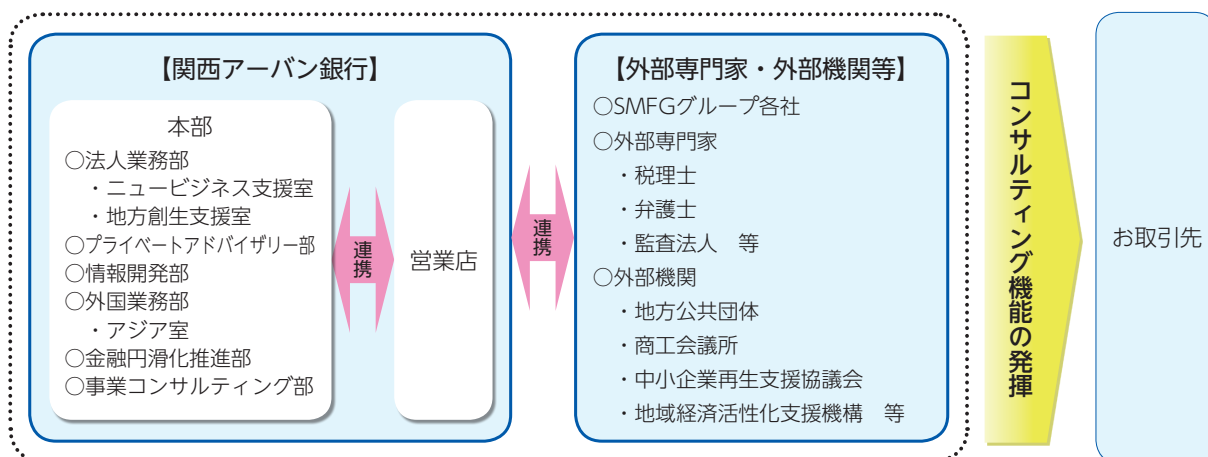 【関西アーバン銀行】
本部
○法人業務部
・ニュービジネス支援室
・地方創生支援室
○プライベートアドバイザリー部
○情報開発部
○外国業務部
・アジア室
○金融円滑化推進部
○事業コンサルティング部
連携
営業店
連携
【外部専門家・外部機関等】
○SMFGグループ各社
○外部専門家
・税理士
・弁護士
・監査法人　等
○外部機関
・地方公共団体
・商工会議所
・中小企業再生支援協議会
・地域経済活性化支援機構　等
コンサルティング機能の発揮
お取引先